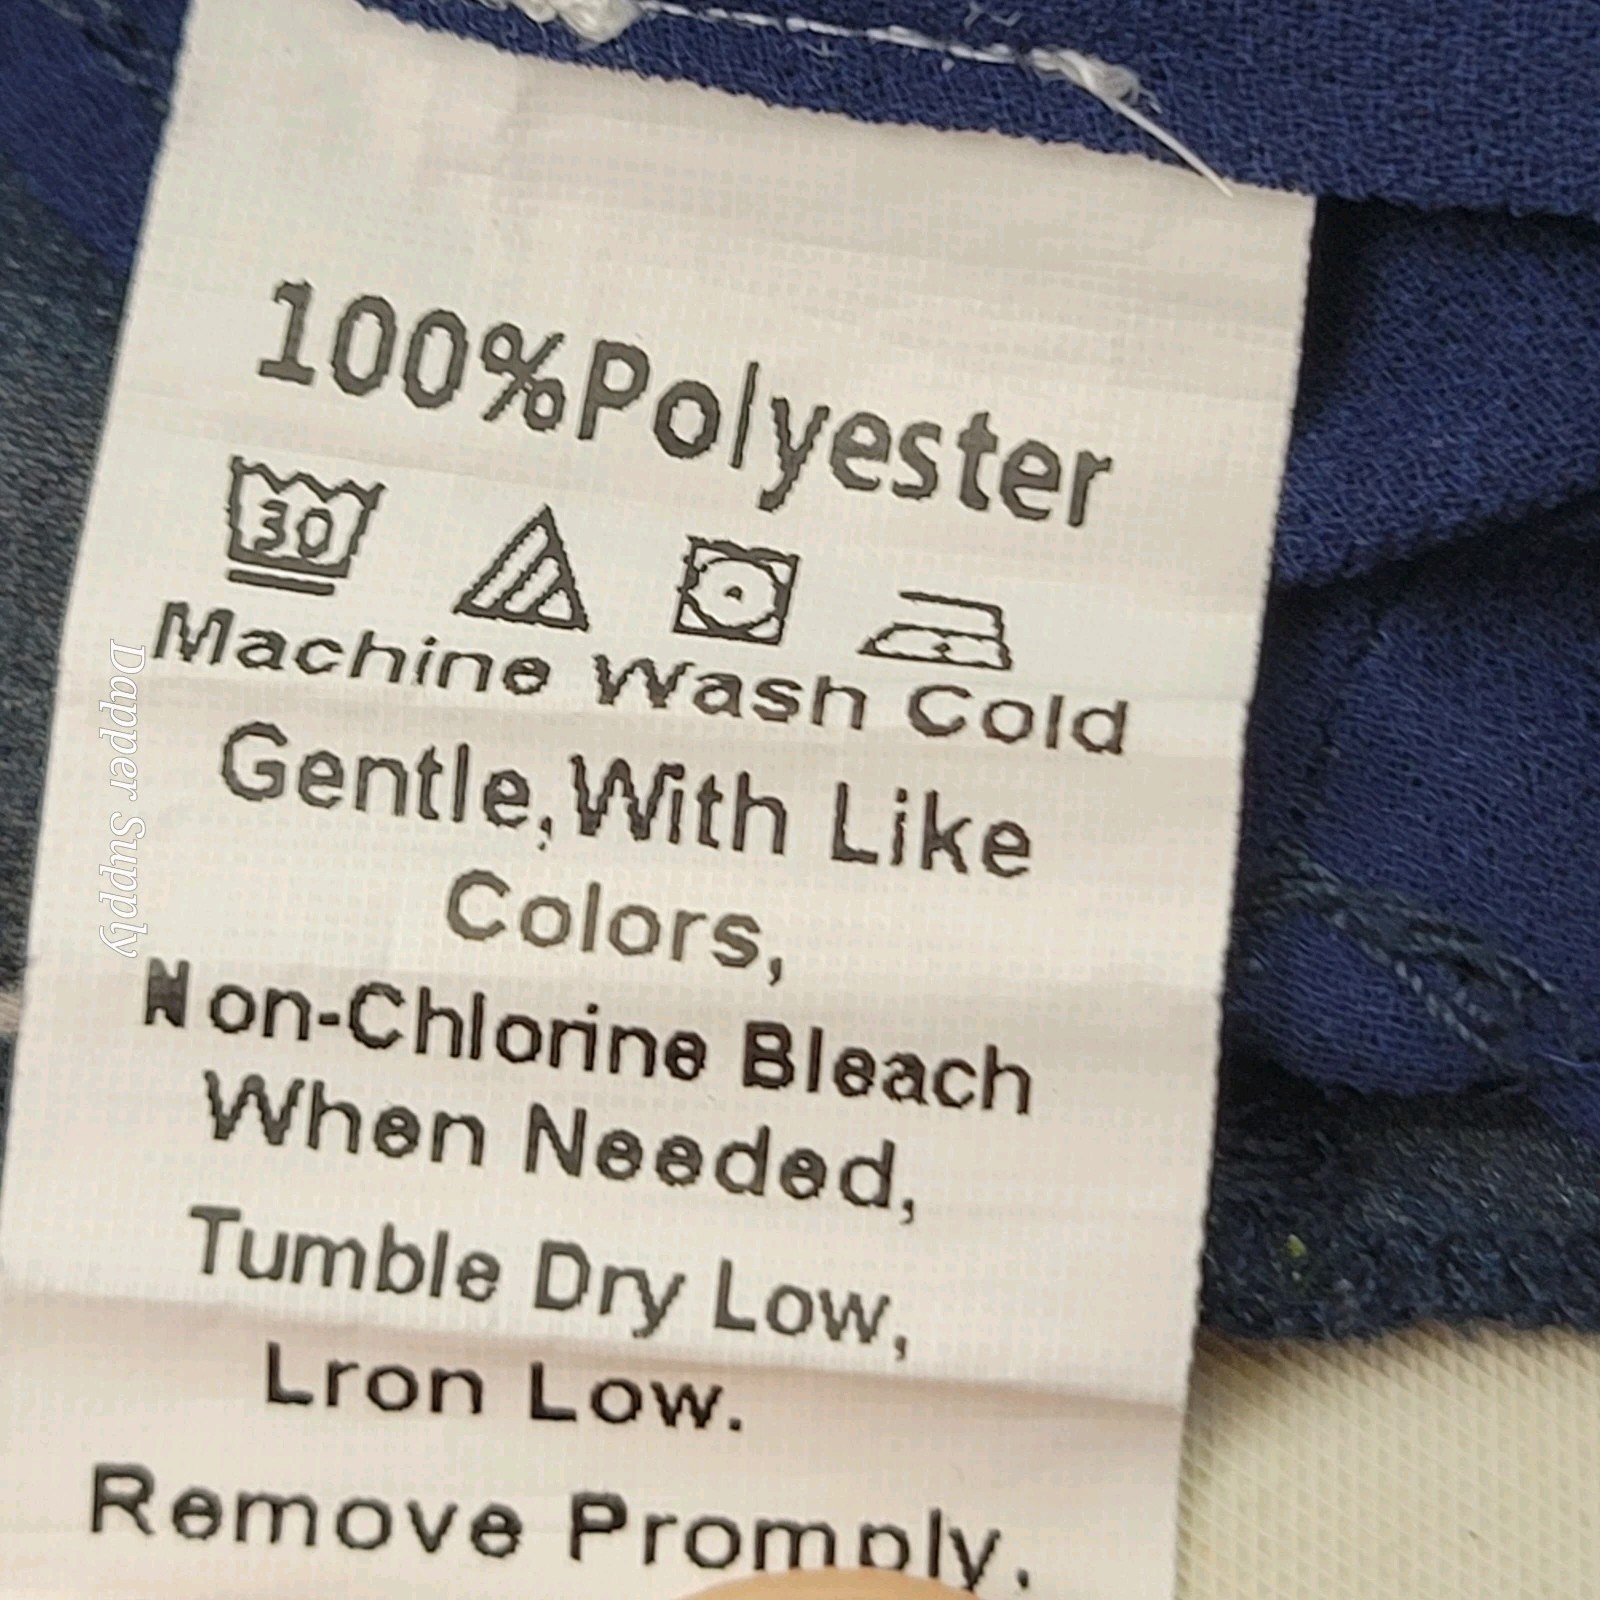 100%Polyester
30
Machine Wash Cold
Gentle,With Like
Colors,
Non-Chlorine Bleach
When Needed,
Tumble Dry Low,
Lron Low.
Remove Promply.
Dapper Supply